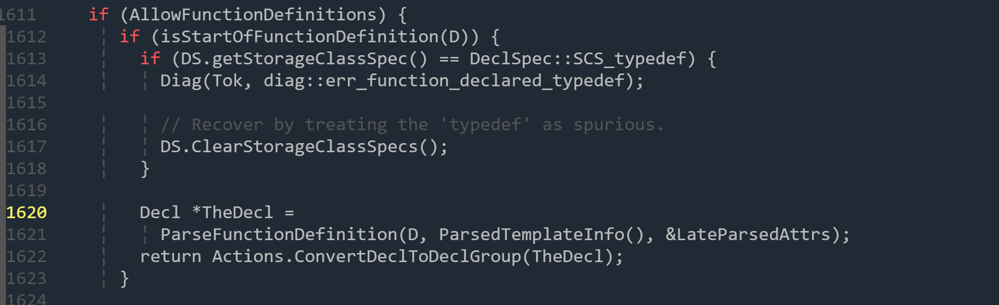 1611 if (AllowFunctionDefinitions) {
1612 if (isStartOfFunctionDefinition(D)) {
1613 if (DS.getStorageClassSpec() == DeclSpec::SCS_typedef) {
1614 Diag(Tok, diag::err_function_declared_typedef);
1615
1616 // Recover by treating the 'typedef' as spurious.
1617 DS.ClearStorageClassSpecs();
1618 }
1619
1620 Decl *TheDecl =
1621 ParseFunctionDefinition(D, ParsedTemplateInfo(), &LateParsedAttrs);
1622 return Actions.ConvertDeclToDeclGroup(TheDecl);
1623 }
1624